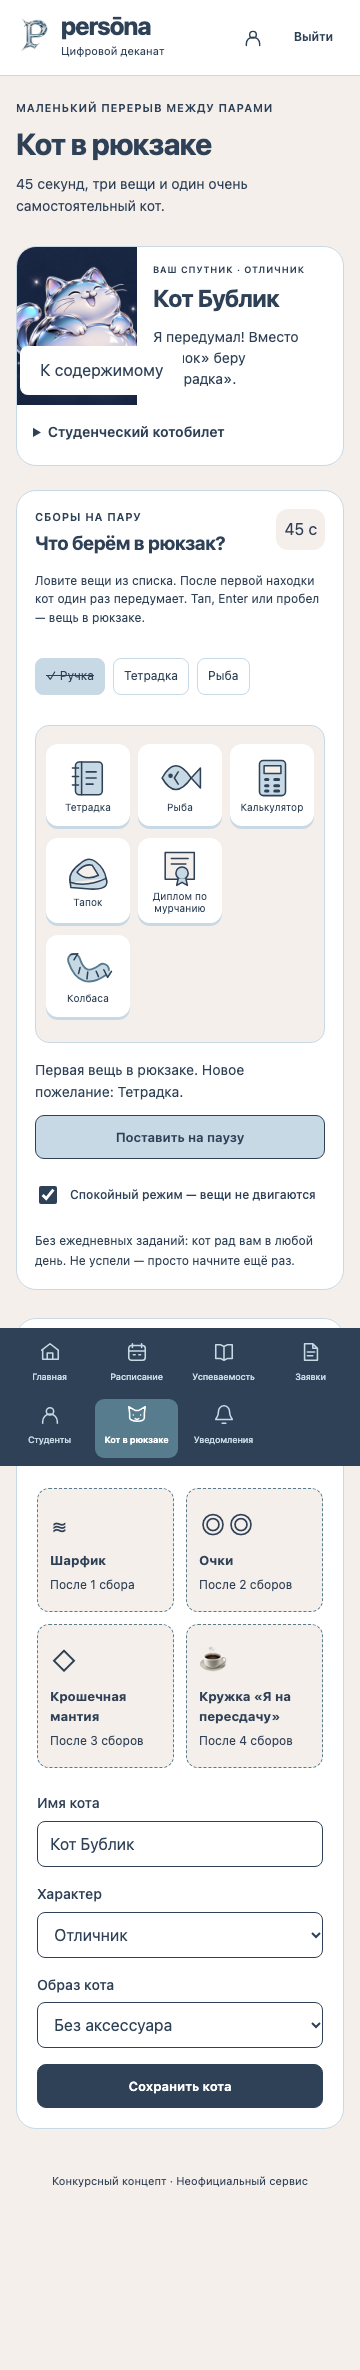 persōna
Цифровой деканат
Выйти
МАЛЕНЬКИЙ ПЕРЕРЫВ МЕЖДУ ПАРАМИ
Кот в рюкзаке
45 секунд, три вещи и один очень
самостоятельный кот.
ВАШ СПУТНИК · ОТЛИЧНИК
Кот Бублик
Я передумал! Вместо
ок» беру
радка».
К содержимому
Студенческий котобилет
СБОРЫ НА ПАРУ
Что берём в рюкзак?
45 с
Ловите вещи из списка. После первой находки
кот один раз передумает. Тап, Enter или пробел
— вещь в рюкзаке.
✓ Ручка
Тетрадка
Рыба
Тетрадка
Рыба
Калькулятор
Тапок
Диплом по
мурчанию
Колбаса
Первая вещь в рюкзаке. Новое
пожелание: Тетрадка.
Поставить на паузу
Спокойный режим — вещи не двигаются
Без ежедневных заданий: кот рад вам в любой
день. Не успели — просто начните ещё раз.
Главная
Расписание
Успеваемость
Заявки
Студенты
Кот в рюкзаке
Уведомления
Шарфик
После 1 сбора
Очки
После 2 сборов
Крошечная
мантия
После 3 сборов
Кружка «Я на
пересдачу»
После 4 сборов
Имя кота
Кот Бублик
Характер
Отличник
Образ кота
Без аксессуара
Сохранить кота
Конкурсный концепт · Неофициальный сервис